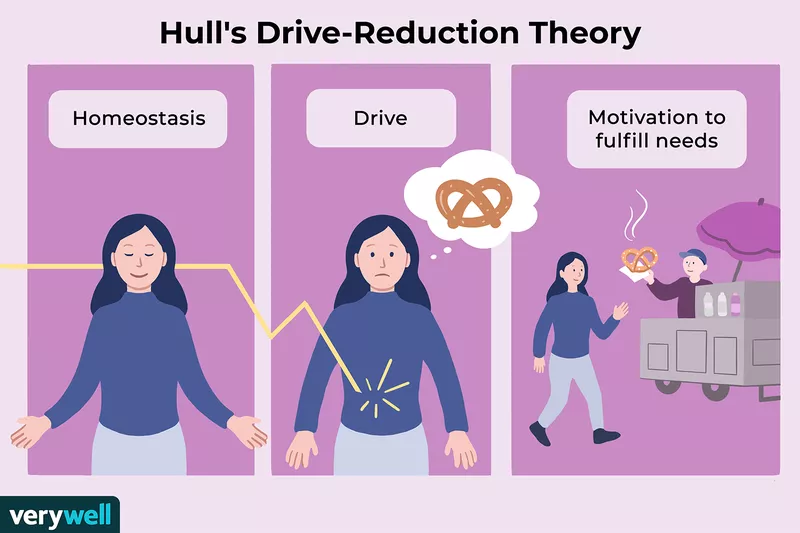 Hull's Drive-Reduction Theory
Homeostasis
Drive
Motivation to
fulfill needs
verywell